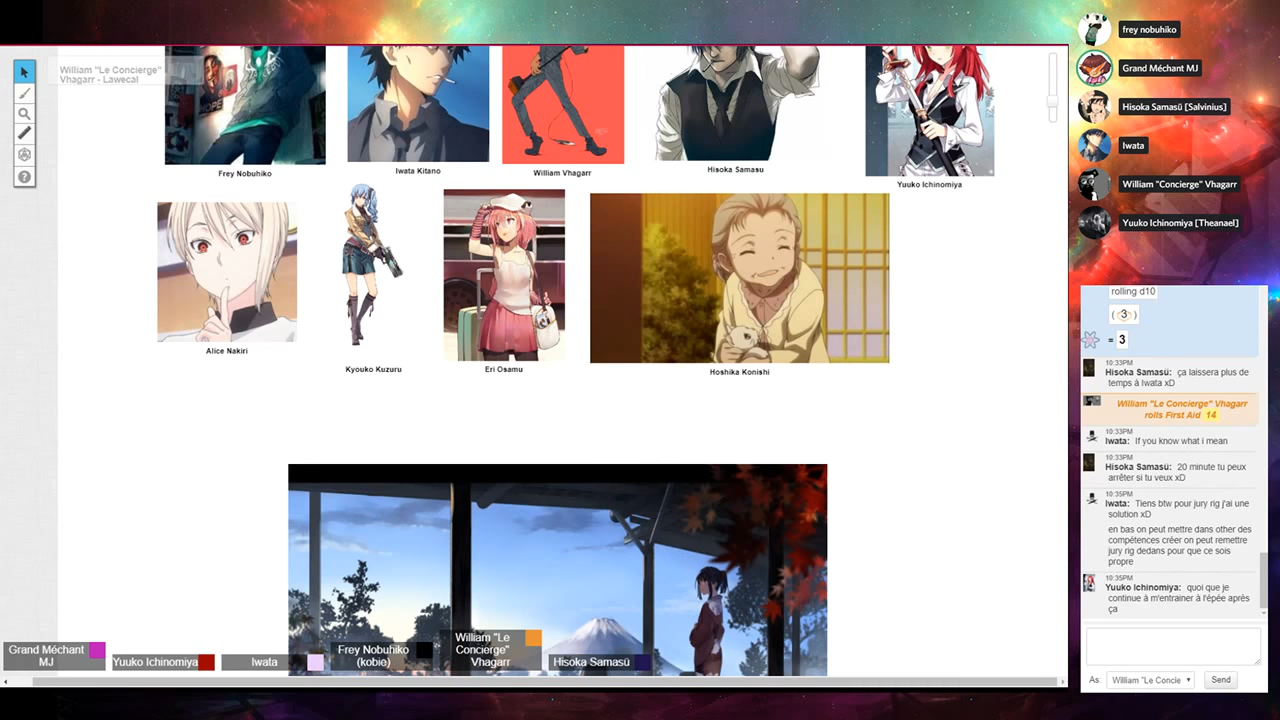 William "Le Concierge"
Vhagarr - Lawecal
HOPE
Frey Nobuhiko
Iwata Kitano
William Vhagarr
Hisoka Samasu
Yuuko Ichinomiya
Alice Nakiri
Kyouko Kuzuru
Eri Osamu
Hoshika Konishi
Grand Méchant
MJ
Yuuko Ichinomiya
Iwata
Frey Nobuhiko
(kobie)
William "Le
Concierge"
Vhagarr
Hisoka Samasü
frey nobuhiko
Grand Méchant MJ
Hisoka Samasü [Salvinius]
Iwata
William "Concierge" Vhagarr
Yuuko Ichinomiya [Theanael]
rolling d10
( 3 )
= 3
10:33PM
Hisoka Samasü: ça laissera plus de
temps à Iwata xD
William "Le Concierge" Vhagarr
rolls First Aid 14
10:33PM
Iwata: If you know what i mean
10:33PM
Hisoka Samasü: 20 minute tu peux
arrêter si tu veux xD
10:35PM
Iwata: Tiens btw pour jury rig j'ai une
solution xD
en bas on peut mettre dans other des
compétences créer on peut remettre
jury rig dedans pour que ce sois
propre
10:35PM
Yuuko Ichinomiya: quoi que je
continue à m'entrainer à l'épée après
ça
As: William "Le Concie
Send